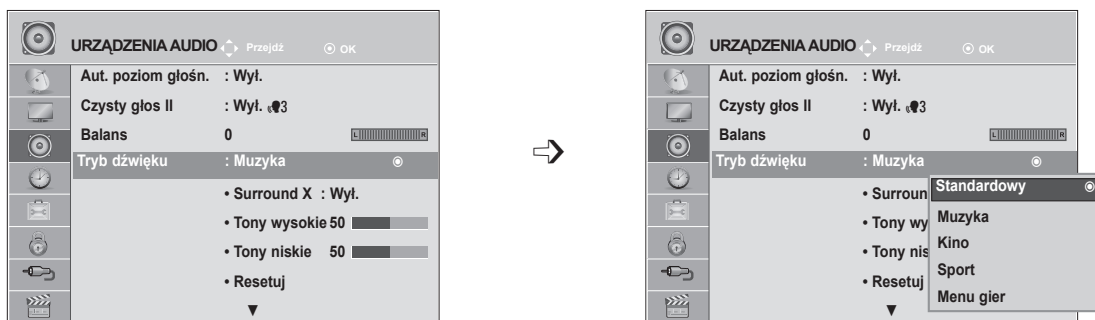 URZĄDZENIA AUDIO Przejdź OK
Aut. poziom głośn. : Wył.
Czysty głos II : Wył. 3
Balans 0 L R
Tryb dźwięku : Muzyka
• Surround X : Wył.
• Tony wysokie 50
• Tony niskie 50
• Resetuj
▼
URZĄDZENIA AUDIO Przejdź OK
Aut. poziom głośn. : Wył.
Czysty głos II : Wył. 3
Balans 0 L R
Tryb dźwięku : Muzyka
• Surroun
• Tony wy
• Tony nis
• Resetuj
▼
Standardowy
Muzyka
Kino
Sport
Menu gier